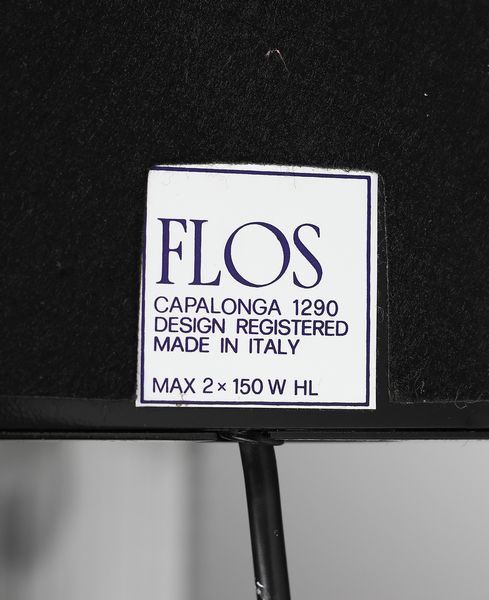 FLOS
CAPALONGA 1290
DESIGN REGISTERED
MADE IN ITALY
MAX 2 × 150 W HL